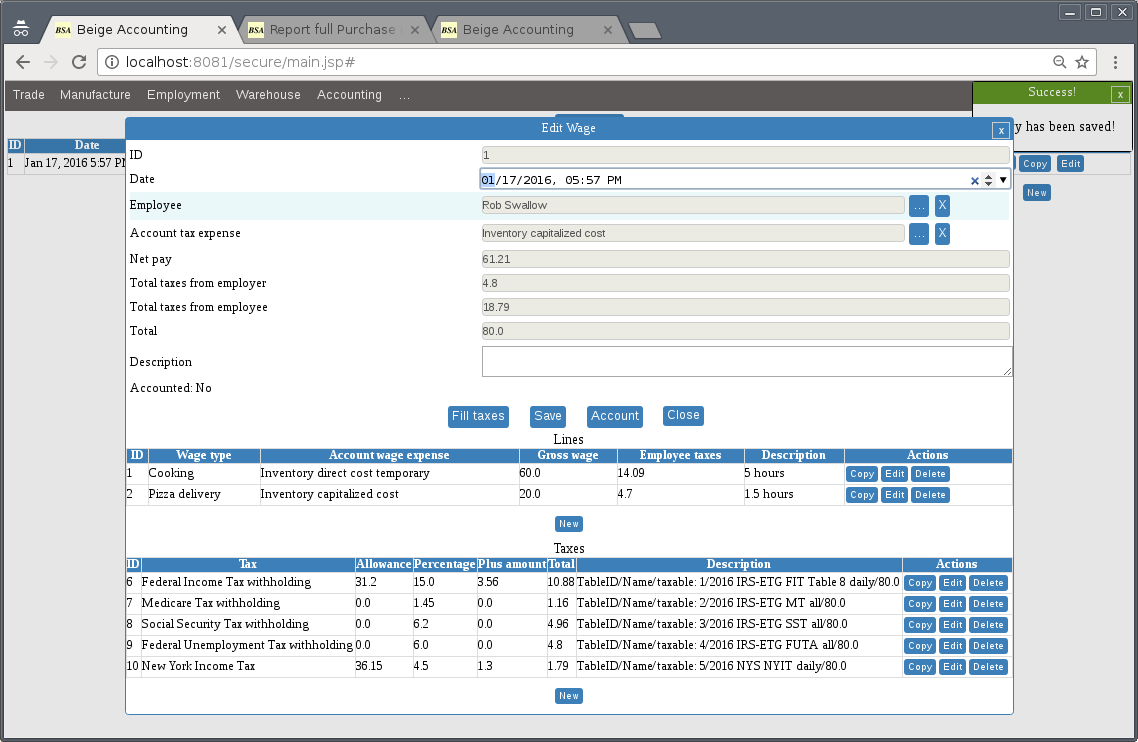 BSA Beige Accounting
BSA Report full Purchase
BSA Beige Accounting
localhost:8081/secure/main.jsp#
Trade Manufacture Employment Warehouse Accounting ...
Success! x
y has been saved!
ID Date
1 Jan 17, 2016 5:57 PM
Copy Edit
New
Edit Wage x
ID 1
Date 01/17/2016, 05:57 PM
Employee Rob Swallow ... X
Account tax expense Inventory capitalized cost ... X
Net pay 61.21
Total taxes from employer 4.8
Total taxes from employee 18.79
Total 80.0
Description
Accounted: No
Fill taxes Save Account Close
Lines
ID Wage type Account wage expense Gross wage Employee taxes Description Actions
1 Cooking Inventory direct cost temporary 60.0 14.09 5 hours Copy Edit Delete
2 Pizza delivery Inventory capitalized cost 20.0 4.7 1.5 hours Copy Edit Delete
New
Taxes
ID Tax Allowance Percentage Plus amount Total Description Actions
6 Federal Income Tax withholding 31.2 15.0 3.56 10.88 TableID/Name/taxable: 1/2016 IRS-ETG FIT Table 8 daily/80.0 Copy Edit Delete
7 Medicare Tax withholding 0.0 1.45 0.0 1.16 TableID/Name/taxable: 2/2016 IRS-ETG MT all/80.0 Copy Edit Delete
8 Social Security Tax withholding 0.0 6.2 0.0 4.96 TableID/Name/taxable: 3/2016 IRS-ETG SST all/80.0 Copy Edit Delete
9 Federal Unemployment Tax withholding 0.0 6.0 0.0 4.8 TableID/Name/taxable: 4/2016 IRS-ETG FUTA all/80.0 Copy Edit Delete
10 New York Income Tax 36.15 4.5 1.3 1.79 TableID/Name/taxable: 5/2016 NYS NYIT daily/80.0 Copy Edit Delete
New